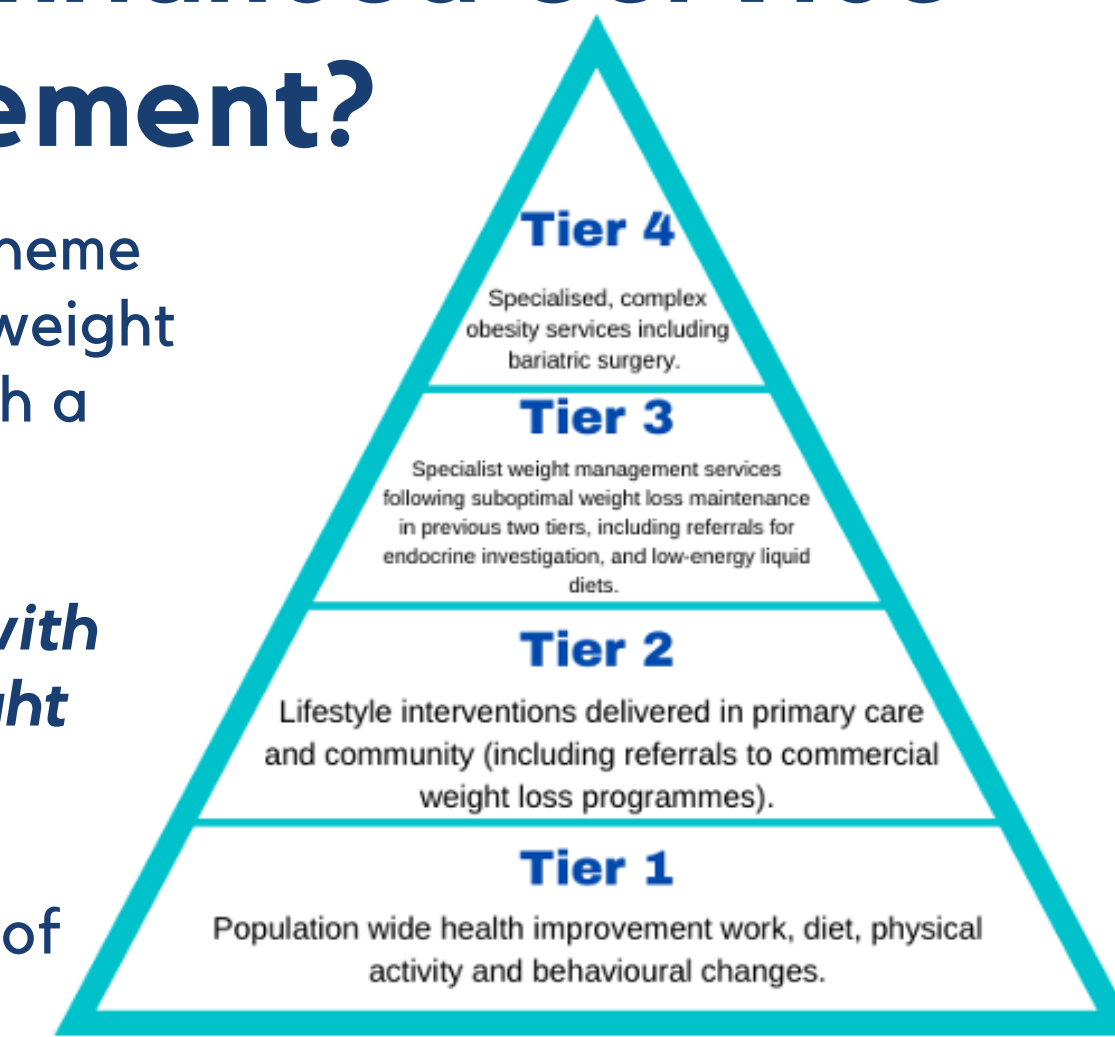 ement?
heme
weight
h a
with
ght
of
Tier 4
Specialised, complex
obesity services including
bariatric surgery.
Tier 3
Specialist weight management services
following suboptimal weight loss maintenance
in previous two tiers, including referrals for
endocrine investigation, and low-energy liquid
diets.
Tier 2
Lifestyle interventions delivered in primary care
and community (including referrals to commercial
weight loss programmes).
Tier 1
Population wide health improvement work, diet, physical
activity and behavioural changes.